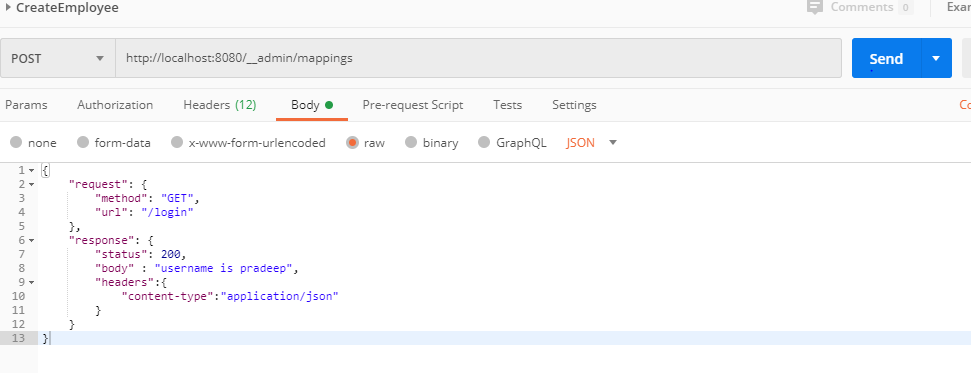 CreateEmployee Comments 0 Exar
POST http://localhost:8080/__admin/mappings Send
Params Authorization Headers (12) Body Pre-request Script Tests Settings Co
none form-data x-www-form-urlencoded raw binary GraphQL JSON
1 {
2 "request": {
3 "method": "GET",
4 "url": "/login"
5 },
6 "response": {
7 "status": 200,
8 "body" : "username is pradeep",
9 "headers":{
10 "content-type":"application/json"
11 }
12 }
13 }